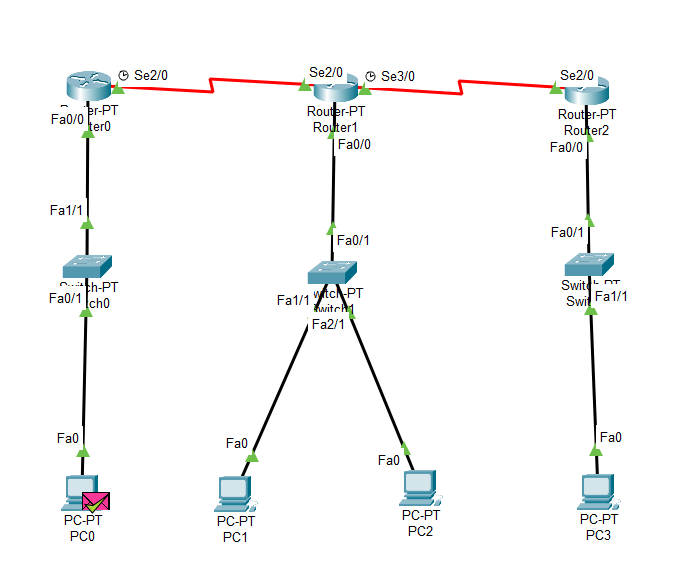 Se2/0
Se2/0
Se3/0
Se2/0
Fa0/0
Router-PT
Router1
Fa0/0
Router-PT
Router2
Fa0/0
Fa1/1
Fa0/1
Fa0/1
Fa0/1
Fa1/1
Fa2/1
Fa1/1
Fa0
Fa0
Fa0
Fa0
PC-PT
PC0
PC-PT
PC1
PC-PT
PC2
PC-PT
PC3